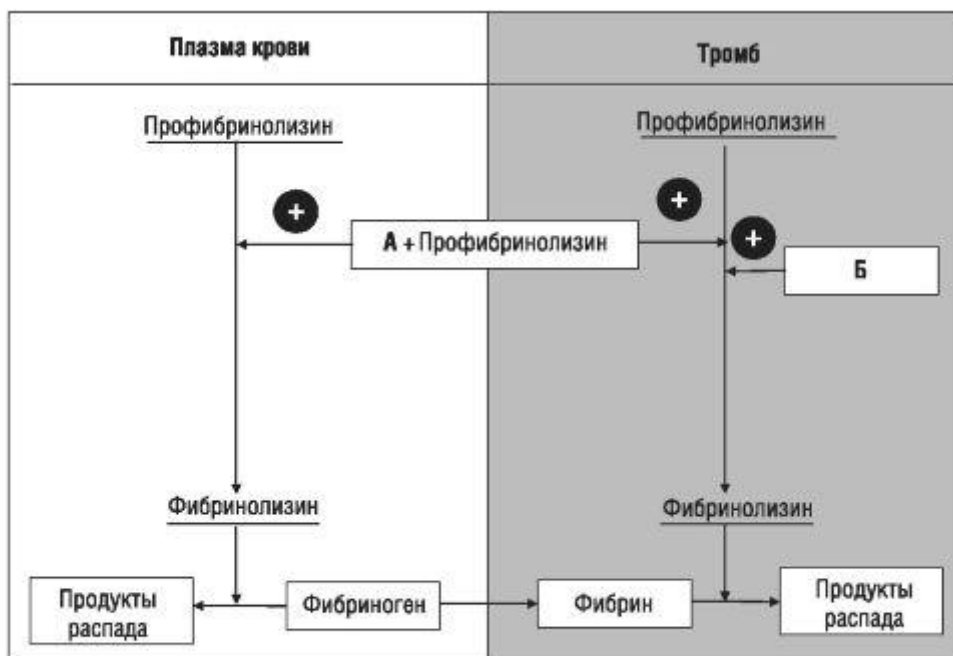 Плазма крови
Тромб
Профибринолизин
Профибринолизин
+
+
А + Профибринолизин
+
Б
Фибринолизин
Фибринолизин
Продукты
распада
Фибриноген
Фибрин
Продукты
распада